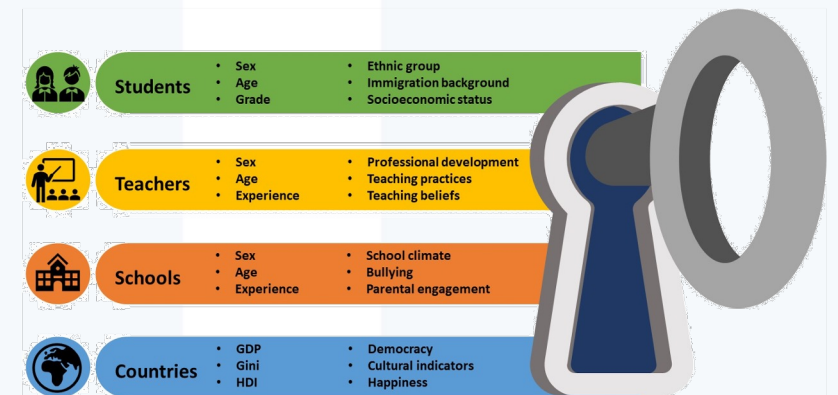 Students
• Sex
• Age
• Grade
• Ethnic group
• Immigration background
• Socioeconomic status
Teachers
• Sex
• Age
• Experience
• Professional development
• Teaching practices
• Teaching beliefs
Schools
• Sex
• Age
• Experience
• School climate
• Bullying
• Parental engagement
Countries
• GDP
• Gini
• HDI
• Democracy
• Cultural indicators
• Happiness